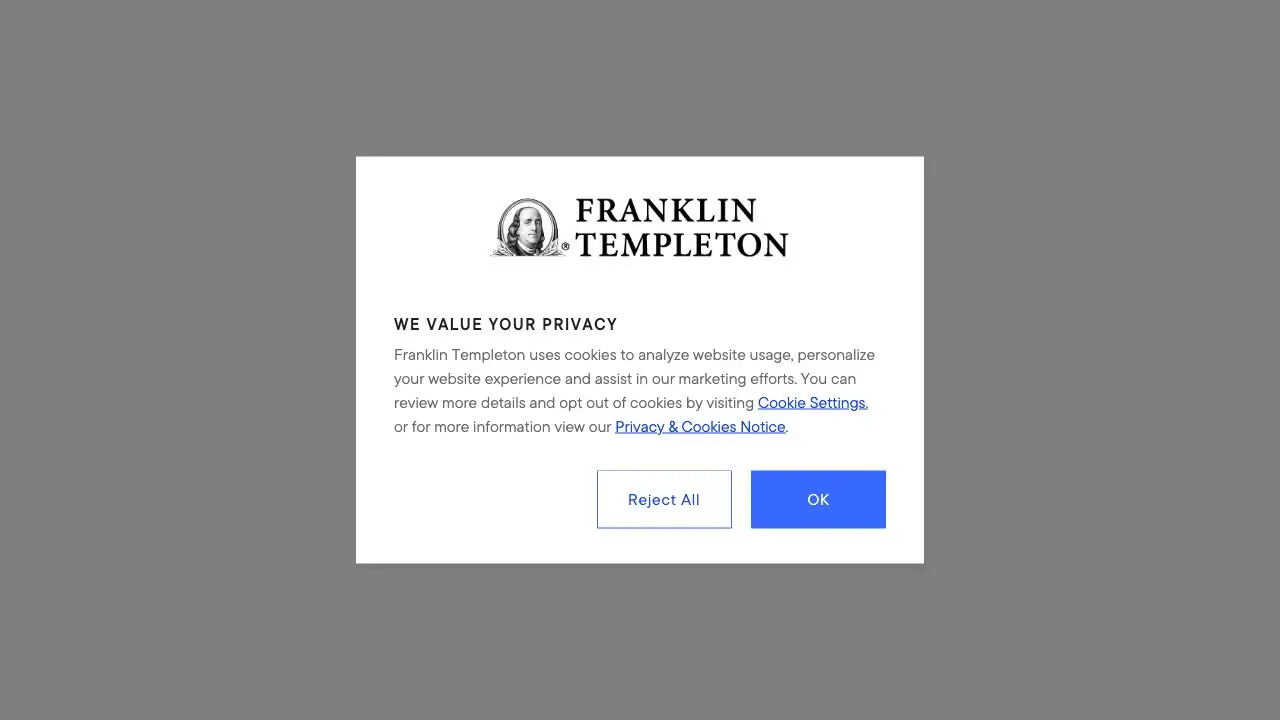 FRANKLIN
® TEMPLETON
WE VALUE YOUR PRIVACY
Franklin Templeton uses cookies to analyze website usage, personalize
your website experience and assist in our marketing efforts. You can
review more details and opt out of cookies by visiting Cookie Settings,
or for more information view our Privacy & Cookies Notice.
Reject All
OK